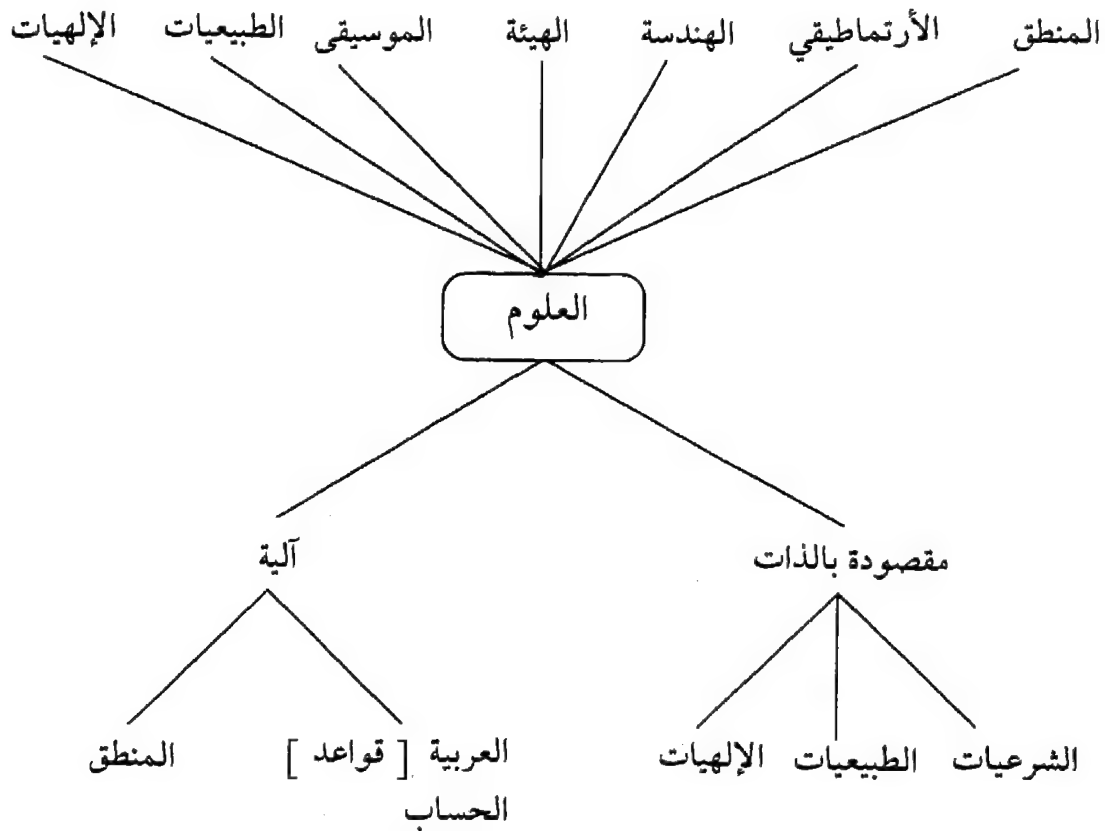 المنطق الأرتماطيقي الهندسة الهيئة الموسيقى الطبيعيات الإلهيات
العلوم
مقصودة بالذات آلية
الشرعيات الطبيعيات الإلهيات العربية [ قواعد ] المنطق
الحساب